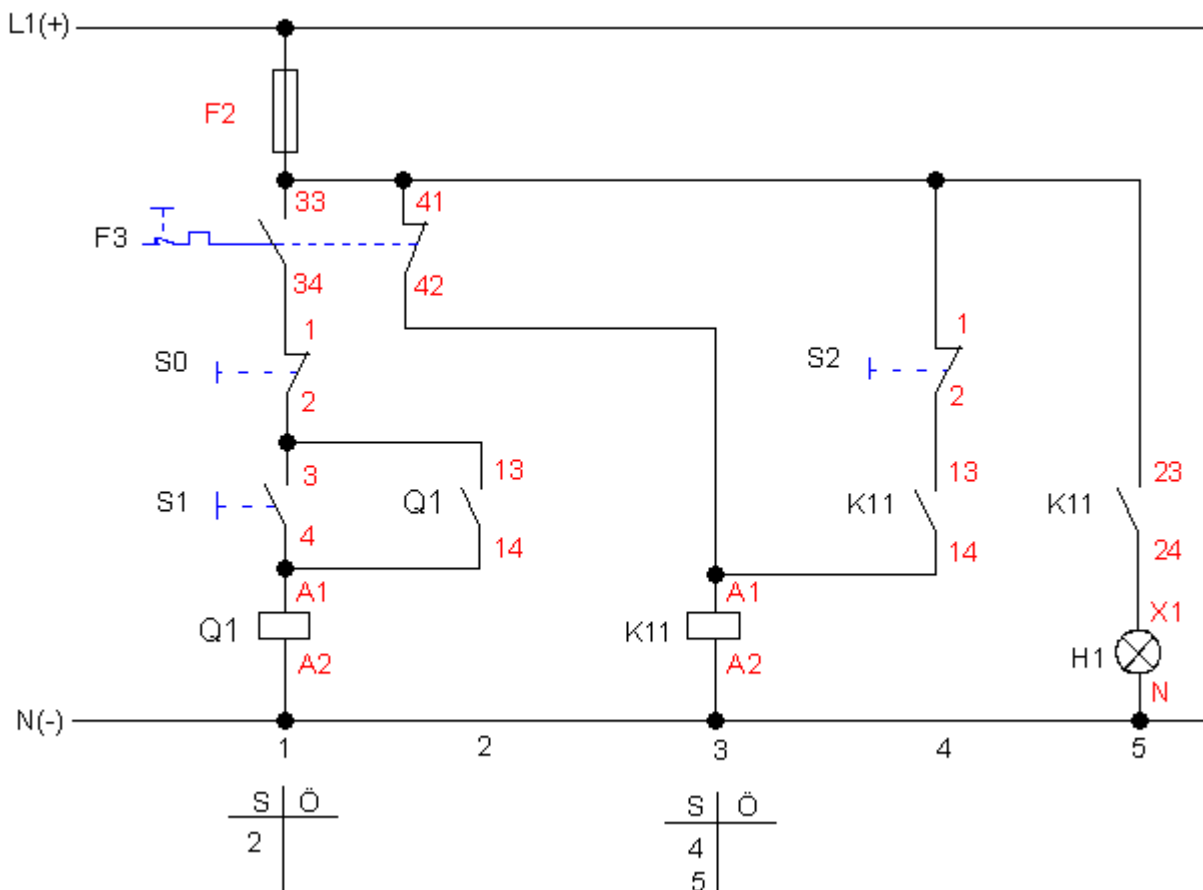 L1(+)
F2
33 41
F3
34 42
1 1
S0 S2
2 2
3 13 13 23
S1 Q1 K11 K11
4 14 14 24
A1 A1 X1
Q1 K11 H1
A2 A2 N
N(-)
1 2 3 4 5
S Ö S Ö
2 4
5